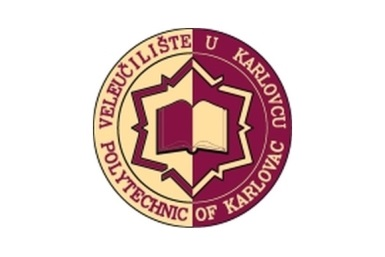 VELEUČILIŠTE U KARLOVCU
POLYTECHNIC OF KARLOVAC